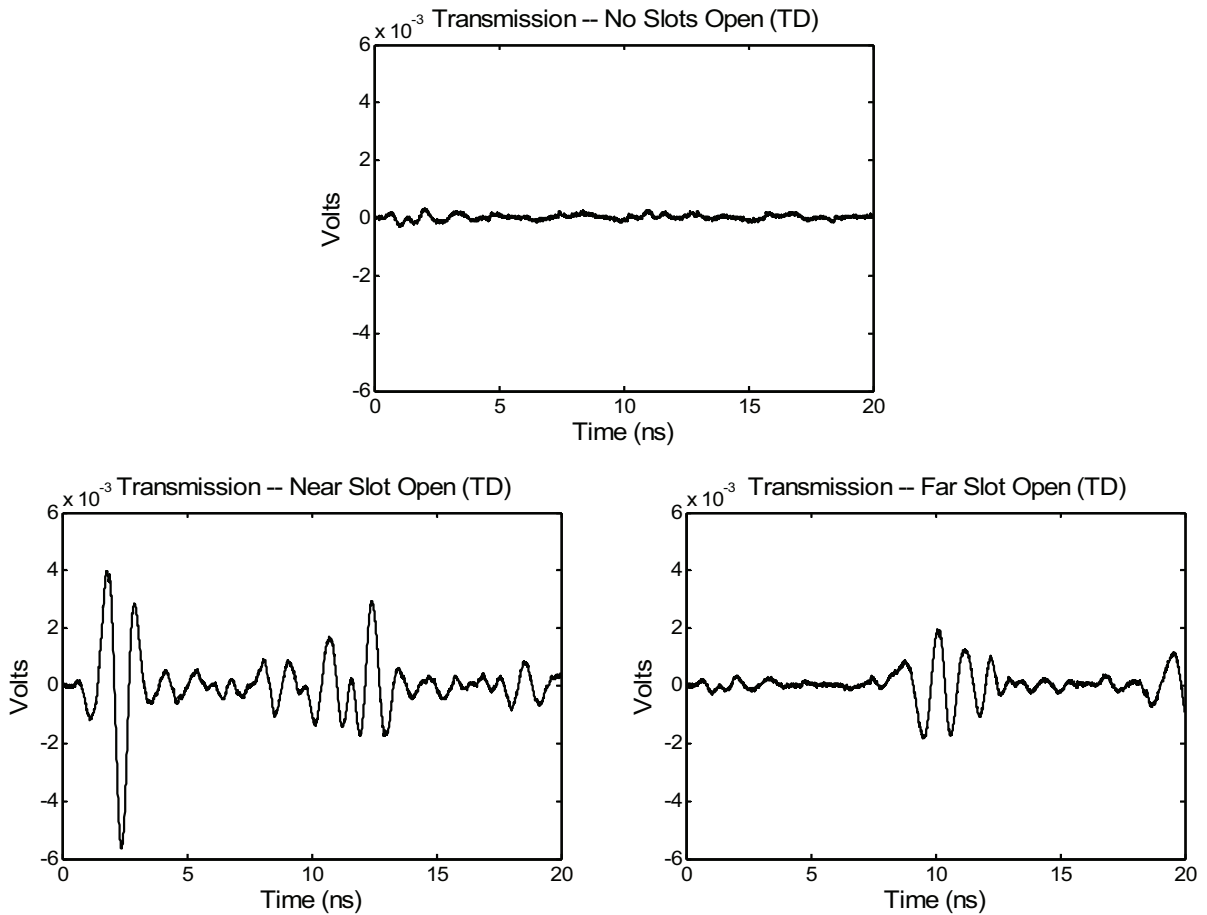 x 10-3 Transmission -- No Slots Open (TD)
6
4
2
0
-2
-4
-6
Volts
0 5 10 15 20
Time (ns)
x 10-3 Transmission -- Near Slot Open (TD)
6
4
2
0
-2
-4
-6
Volts
0 5 10 15 20
Time (ns)
x 10-3 Transmission -- Far Slot Open (TD)
6
4
2
0
-2
-4
-6
Volts
0 5 10 15 20
Time (ns)